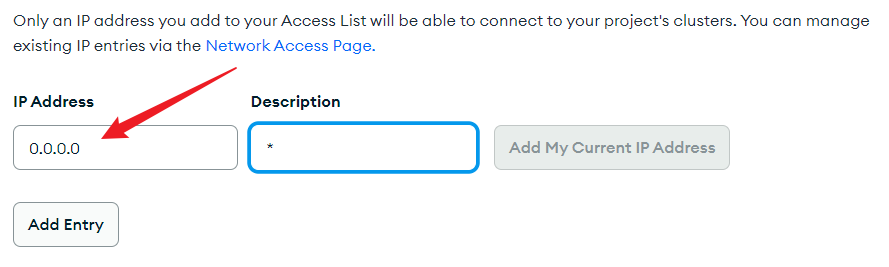 Only an IP address you add to your Access List will be able to connect to your project's clusters. You can manage
existing IP entries via the Network Access Page.
IP Address
Description
0.0.0.0
*
Add My Current IP Address
Add Entry